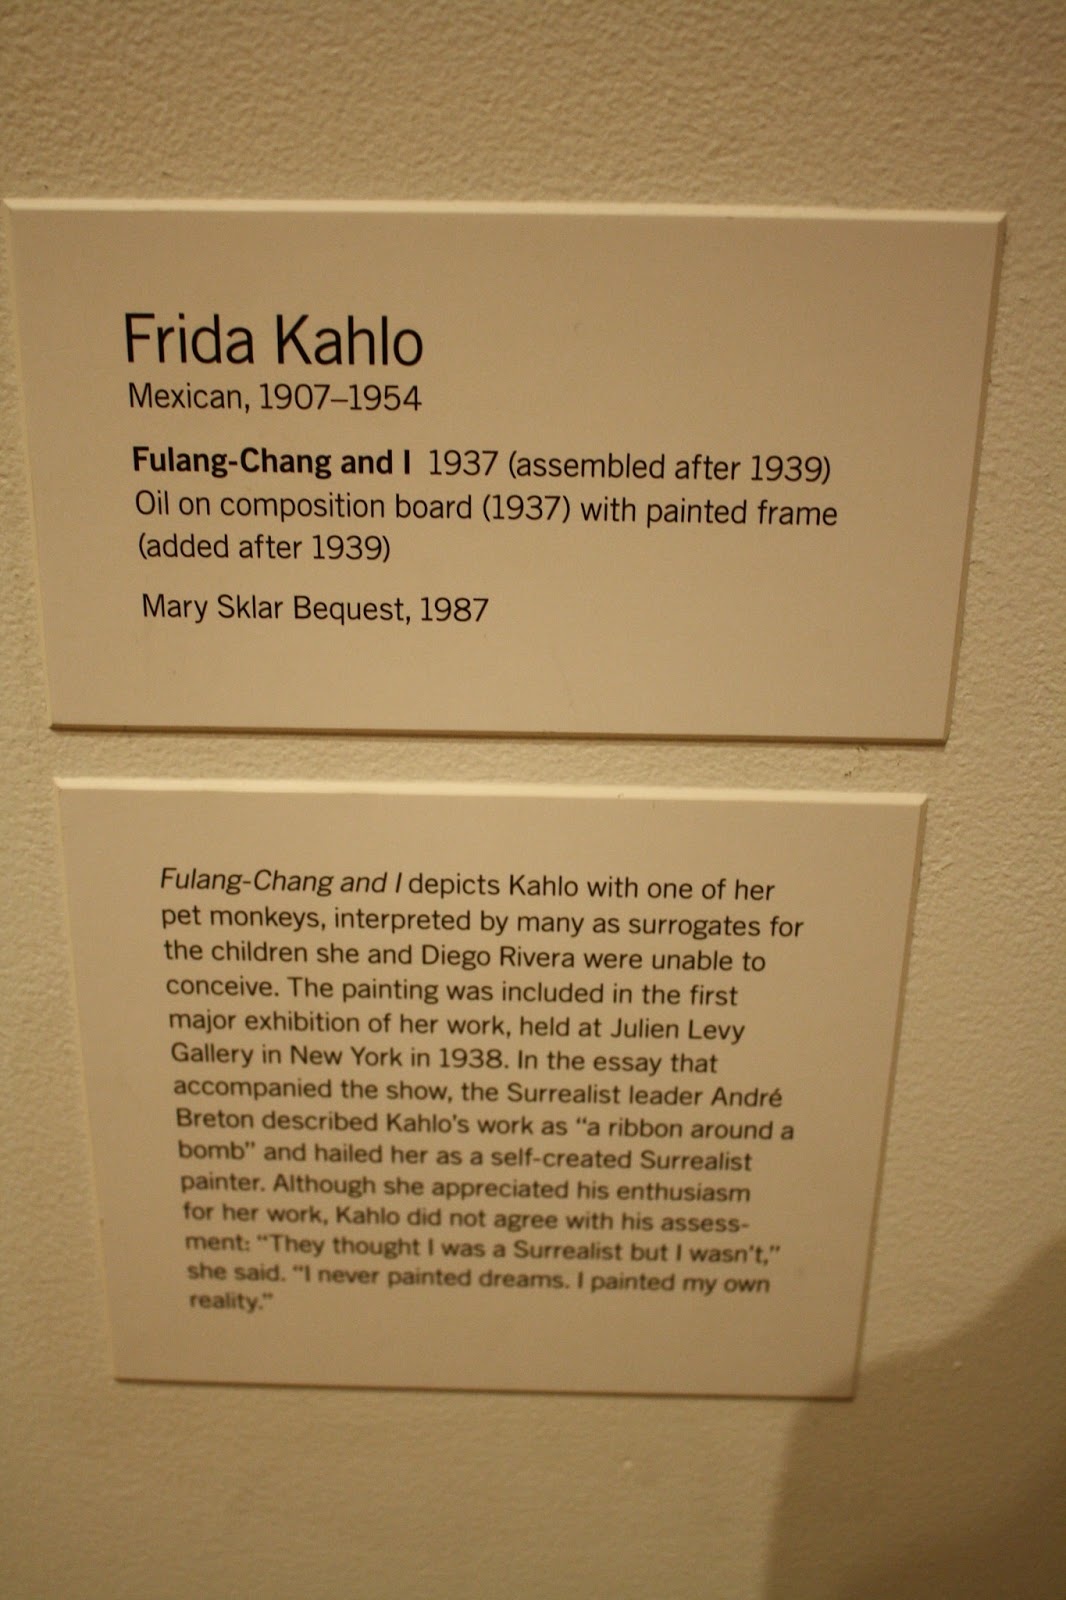 Frida Kahlo
Mexican, 1907–1954
Fulang-Chang and I 1937 (assembled after 1939)
Oil on composition board (1937) with painted frame
(added after 1939)
Mary Sklar Bequest, 1987
Fulang-Chang and I depicts Kahlo with one of her
pet monkeys, interpreted by many as surrogates for
the children she and Diego Rivera were unable to
conceive. The painting was included in the first
major exhibition of her work, held at Julien Levy
Gallery in New York in 1938. In the essay that
accompanied the show, the Surrealist leader André
Breton described Kahlo's work as “a ribbon around a
bomb” and hailed her as a self-created Surrealist
painter. Although she appreciated his enthusiasm
for her work, Kahlo did not agree with his assess-
ment: “They thought I was a Surrealist but I wasn't,”
she said. “I never painted dreams. I painted my own
reality.”